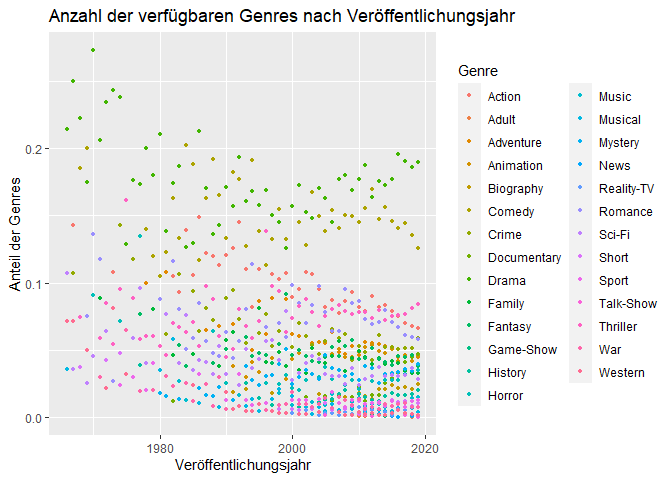 Anzahl der verfügbaren Genres nach Veröffentlichungsjahr
Anteil der Genres
0.2
0.1
0.0
1980
2000
2020
Veröffentlichungsjahr
Genre
Action
Adult
Adventure
Animation
Biography
Comedy
Crime
Documentary
Drama
Family
Fantasy
Game-Show
History
Horror
Music
Musical
Mystery
News
Reality-TV
Romance
Sci-Fi
Short
Sport
Talk-Show
Thriller
War
Western